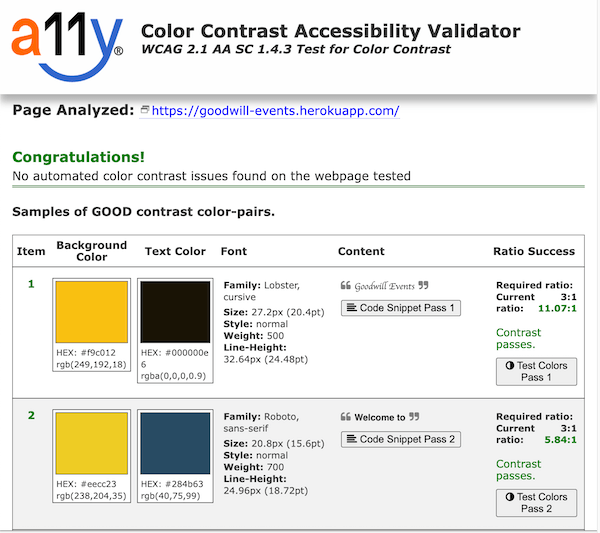 a11y®
Color Contrast Accessibility Validator
WCAG 2.1 AA SC 1.4.3 Test for Color Contrast
Page Analyzed: https://goodwill-events.herokuapp.com/
Congratulations!
No automated color contrast issues found on the webpage tested
Samples of GOOD contrast color-pairs.
Item Background Color Text Color Font Content Ratio Success
1
HEX: #f9c012
rgb(249,192,18)
HEX: #000000e
6
rgba(0,0,0,0.9)
Family: Lobster,
cursive
Size: 27.2px (20.4pt)
Style: normal
Weight: 500
Line-Height:
32.64px (24.48pt)
❝ Goodwill Events ❞
Code Snippet Pass 1
Required ratio:
Current 3:1
ratio: 11.07:1
Contrast
passes.
Test Colors
Pass 1
2
HEX: #eecc23
rgb(238,204,35)
HEX: #284b63
rgb(40,75,99)
Family: Roboto,
sans-serif
Size: 20.8px (15.6pt)
Style: normal
Weight: 700
Line-Height:
24.96px (18.72pt)
❝ Welcome to ❞
Code Snippet Pass 2
Required ratio:
Current 3:1
ratio: 5.84:1
Contrast
passes.
Test Colors
Pass 2